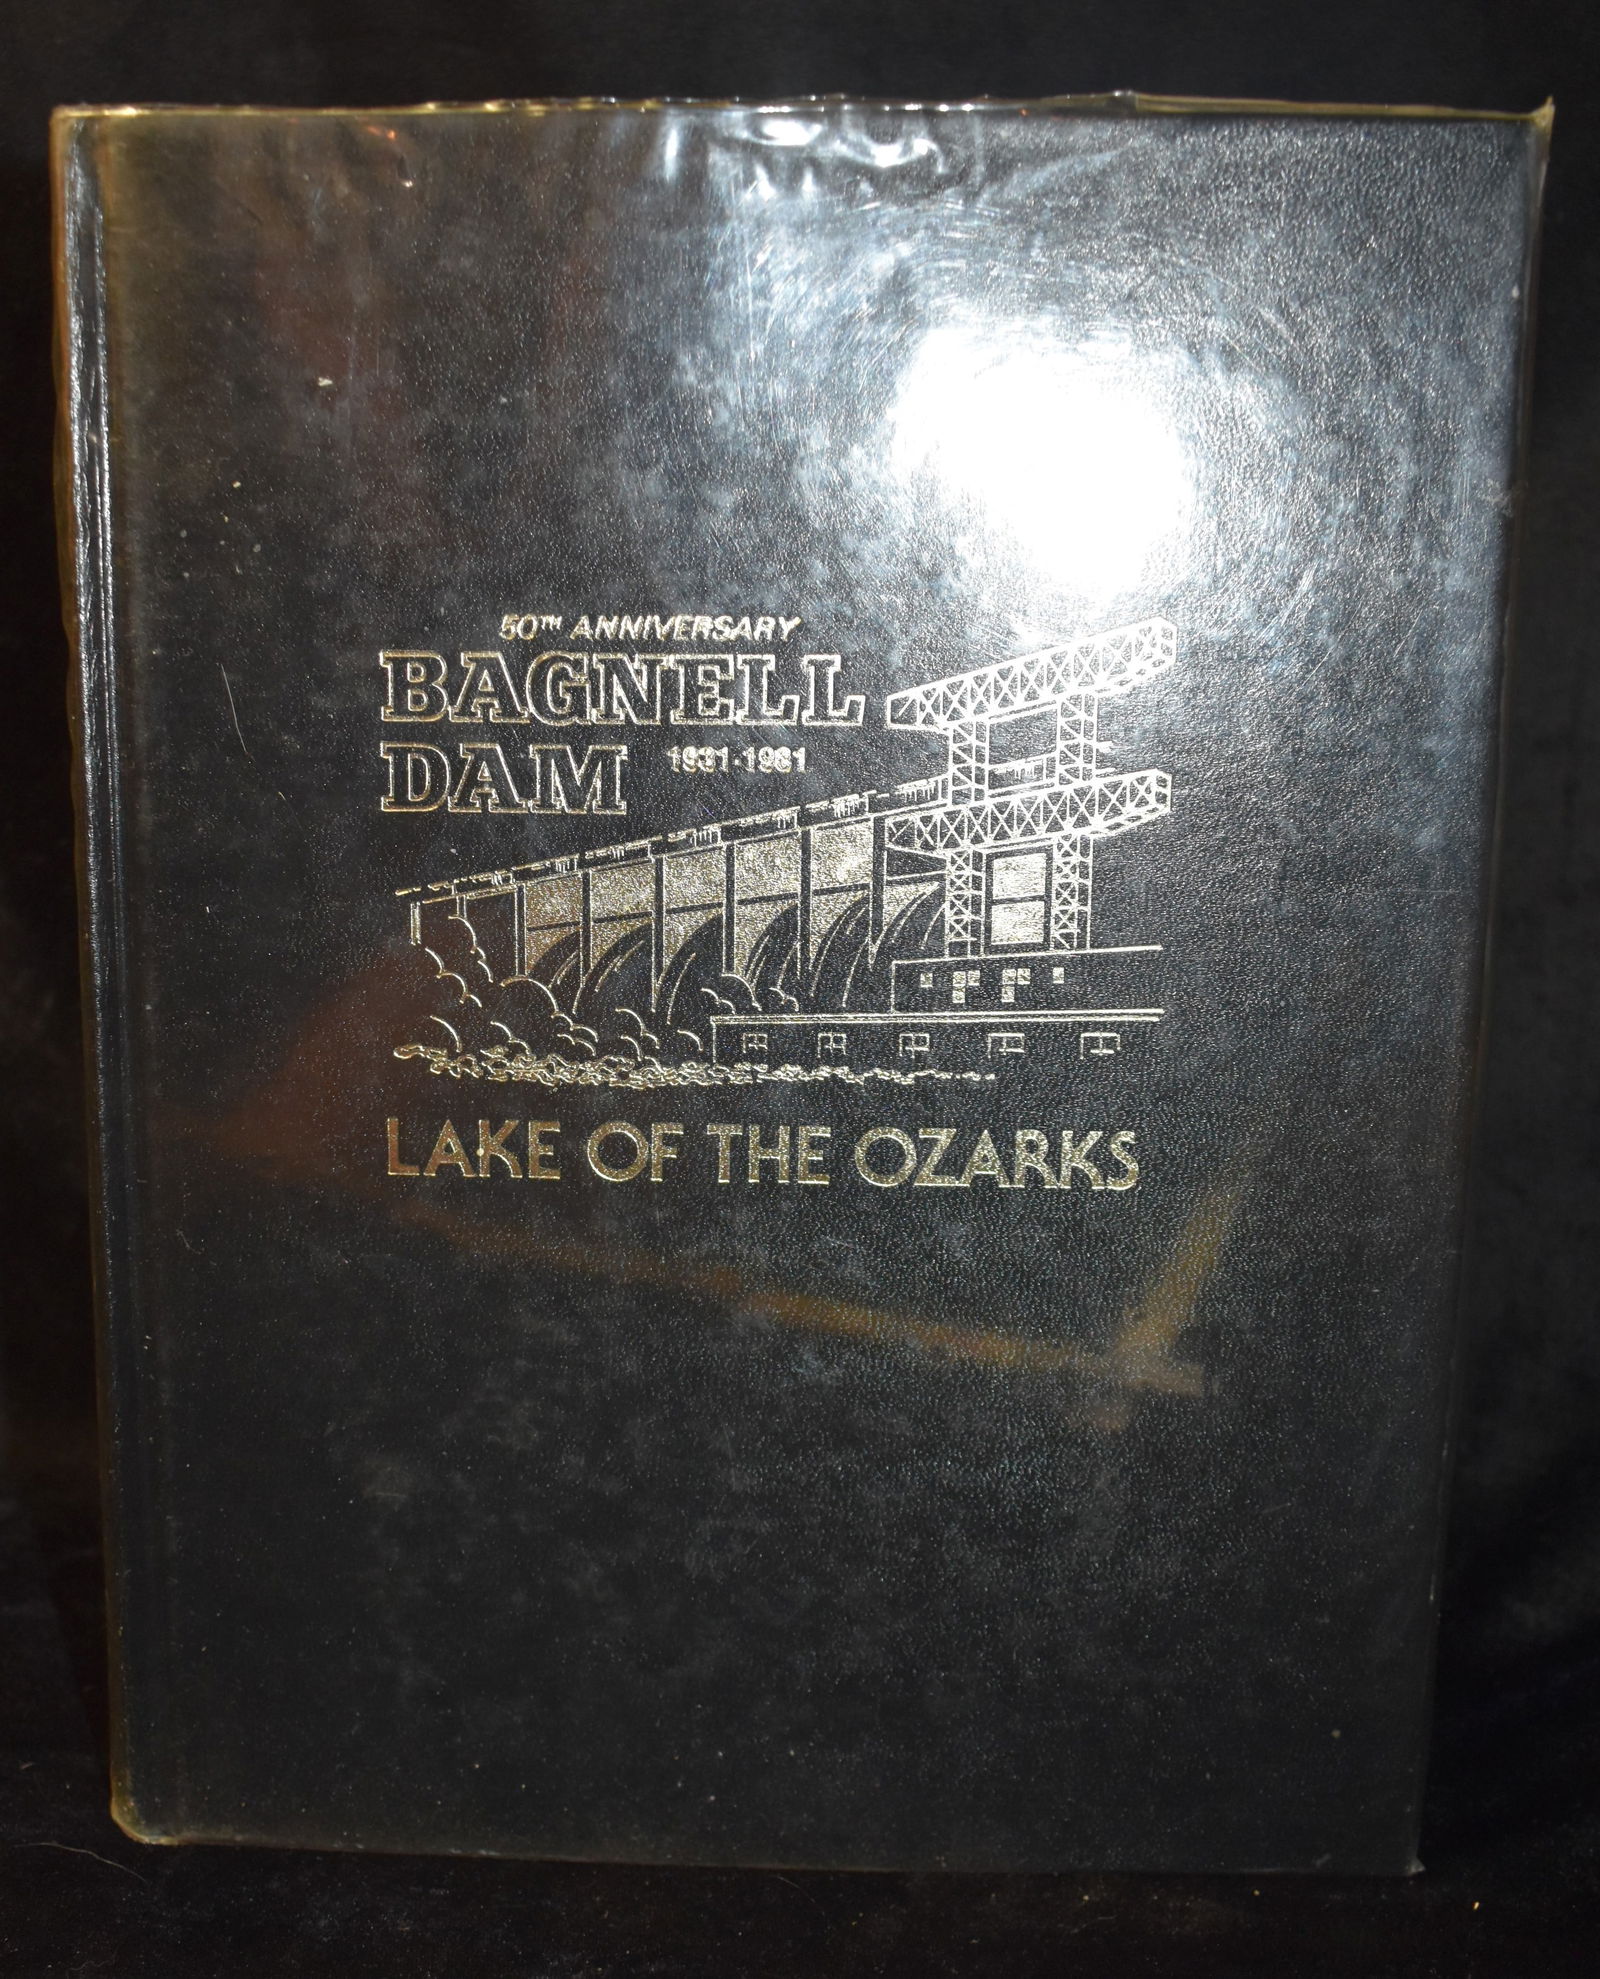 50TH ANNIVERSARY
BAGNELL
DAM 1931-1981
LAKE OF THE OZARKS